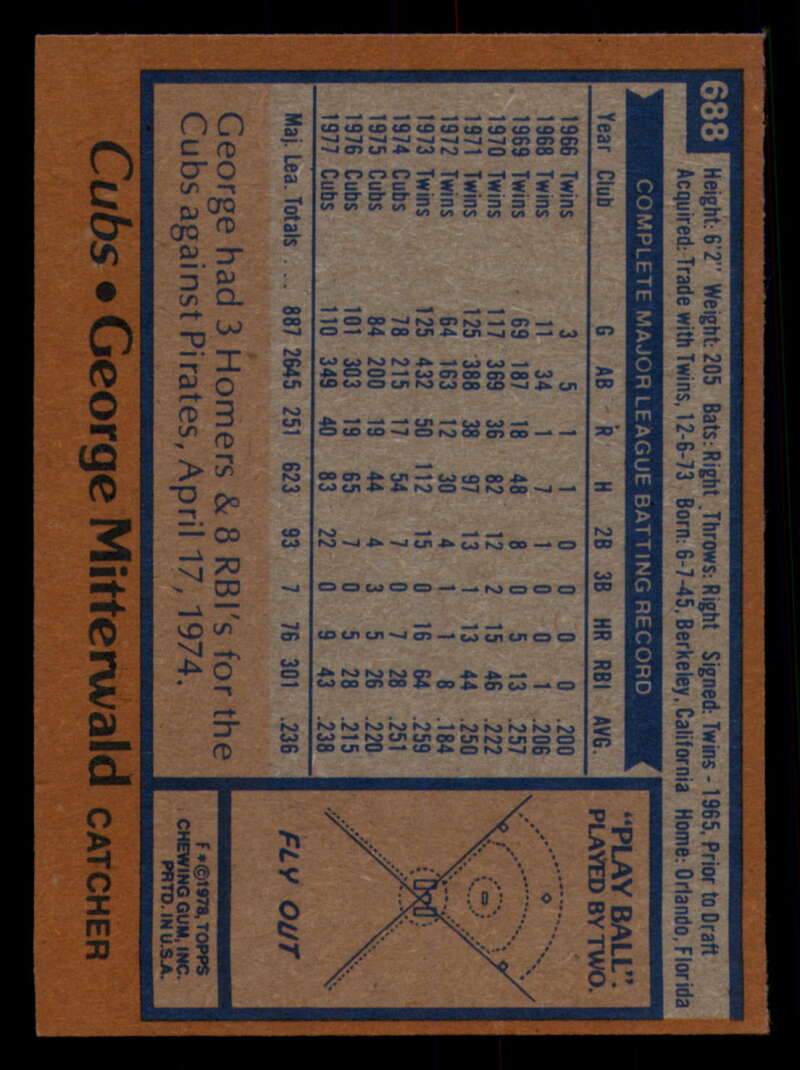 688
Height: 6'2" Weight: 205 Bats: Right Throws: Right Signed: Twins - 1965, Prior to Draft
Acquired: Trade with Twins, 12-6-73 Born: 6-7-45, Berkeley, California Home: Orlando, Florida
COMPLETE MAJOR LEAGUE BATTING RECORD
Year Club G AB R H 2B 3B HR RBI AVG.
1966 Twins 3 5 1 1 0 0 0 0 .200
1968 Twins 11 34 1 7 1 0 0 1 .206
1969 Twins 69 187 18 48 8 0 5 13 .257
1970 Twins 117 369 36 82 12 2 15 46 .222
1971 Twins 125 388 38 97 13 1 13 44 .250
1972 Twins 64 163 12 30 4 1 1 8 .184
1973 Twins 125 432 50 112 15 0 16 64 .259
1974 Cubs 78 215 17 54 7 0 7 28 .251
1975 Cubs 84 200 19 44 4 3 5 26 .220
1976 Cubs 101 303 19 65 7 0 5 28 .215
1977 Cubs 110 349 40 83 22 0 9 43 .238
Maj. Lea. Totals ... 887 2645 251 623 93 7 76 301 .236
George had 3 Homers & 8 RBI's for the
Cubs against Pirates, April 17, 1974.
"PLAY BALL":
PLAYED BY TWO.
FLY OUT
F*©1978, TOPPS
CHEWING GUM, INC.
PRTD. IN U.S.A.
Cubs • George Mitterwald CATCHER